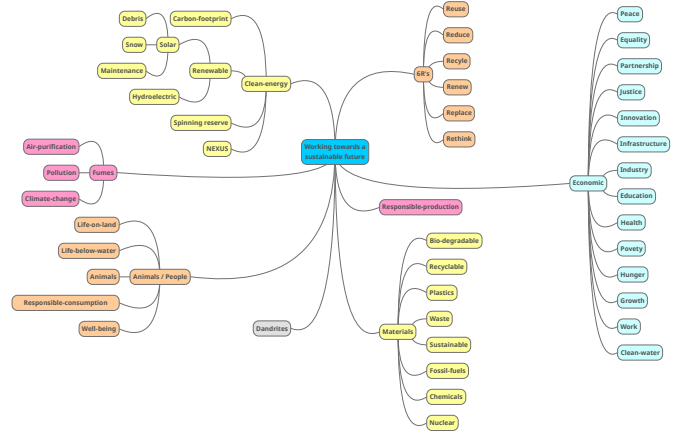 Working towards a
sustainable future
Clean-energy
Carbon-footprint
Renewable
Solar
Debris
Snow
Maintenance
Hydroelectric
Spinning reserve
NEXUS
Fumes
Air-purification
Pollution
Climate-change
Animals / People
Life-on-land
Life-below-water
Animals
Responsible-consumption
Well-being
Dandrites
6R's
Reuse
Reduce
Recyle
Renew
Replace
Rethink
Economic
Peace
Equality
Partnership
Justice
Innovation
Infrastructure
Industry
Education
Health
Povety
Hunger
Growth
Work
Clean-water
Responsible-production
Materials
Bio-degradable
Recyclable
Plastics
Waste
Sustainable
Fossil-fuels
Chemicals
Nuclear